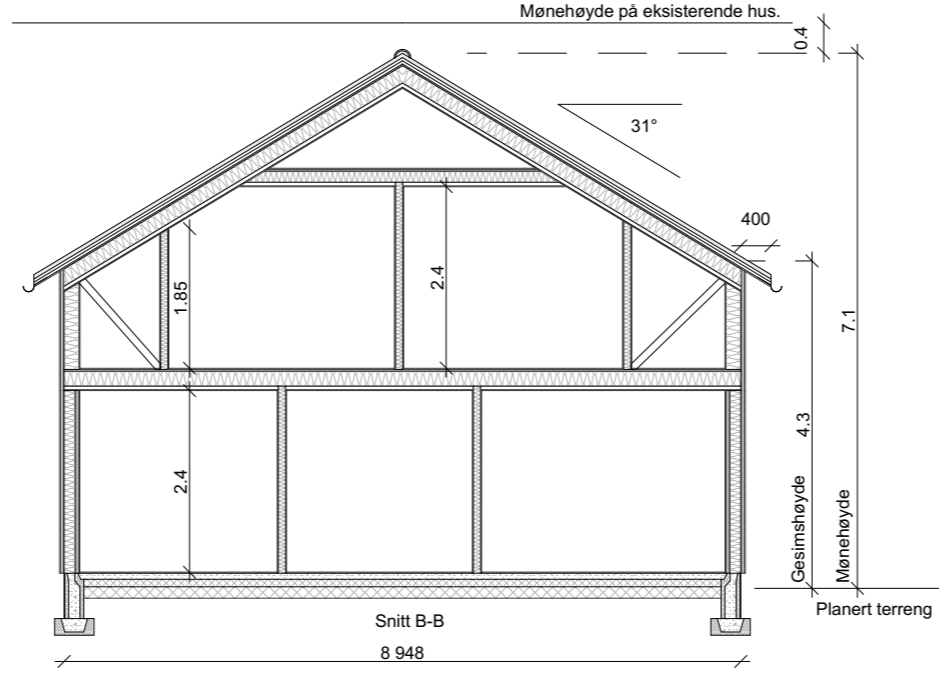 Mønehøyde på eksisterende hus.
0.4
31°
400
1.85
2.4
7.1
4.3
2.4
Gesimshøyde
Mønehøyde
Planert terreng
Snitt B-B
8 948